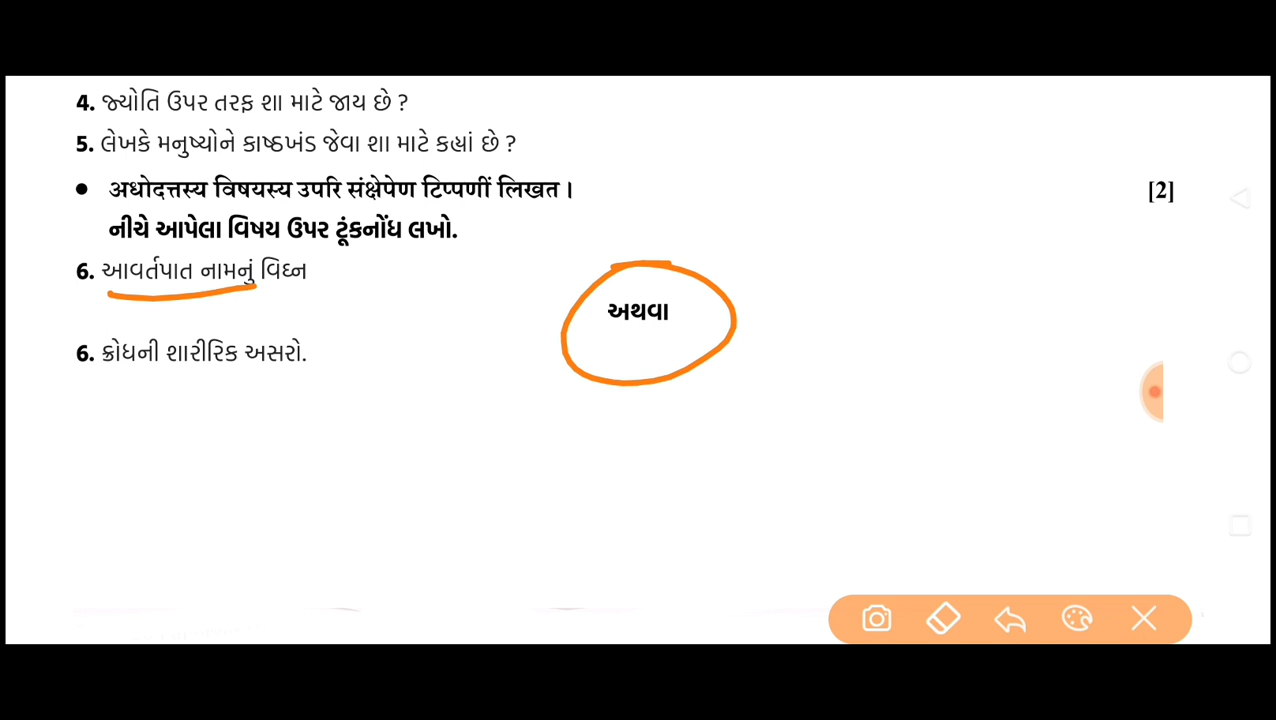 4. જ્યોતિ ઉપર તરફ શા માટે જાય છે ?
5. લેખકે મનુષ્યોને કાષ્ઠખંડ જેવા શા માટે કહ્યાં છે ?
• अधोदत्तस्य विषयस्य उपरि संक्षेपेण टिप्पणीं लिखत । [2]
નીચે આપેલા વિષય ઉપર ટૂંકનોંધ લખો.
6. આવર્તપાત નામનું વિઘ્ન
અથવા
6. ક્રોધની શારીરિક અસરો.